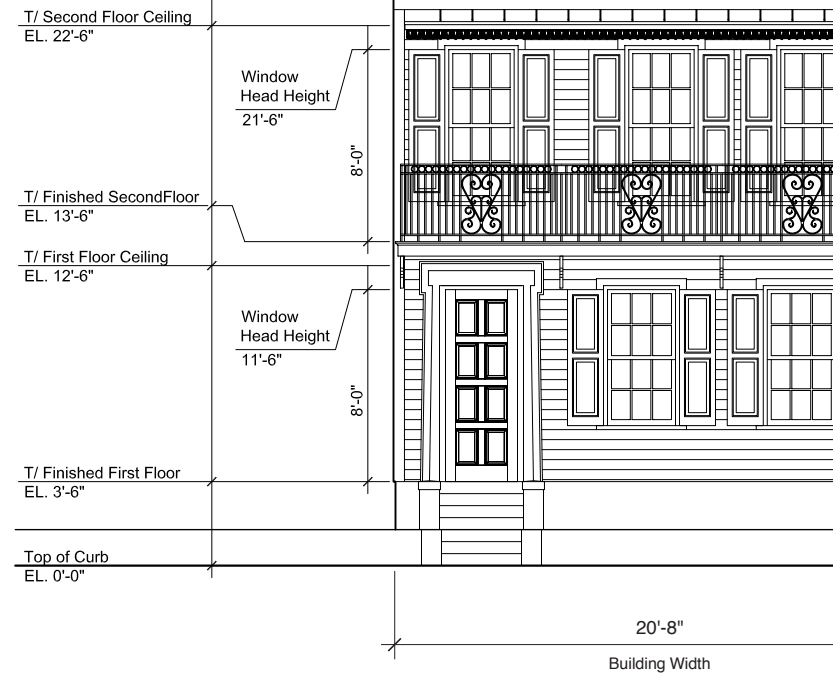 T/ Second Floor Ceiling
EL. 22'-6"
Window
Head Height
21'-6"
8'-0"
T/ Finished SecondFloor
EL. 13'-6"
T/ First Floor Ceiling
EL. 12'-6"
Window
Head Height
11'-6"
8'-0"
T/ Finished First Floor
EL. 3'-6"
Top of Curb
EL. 0'-0"
20'-8"
Building Width